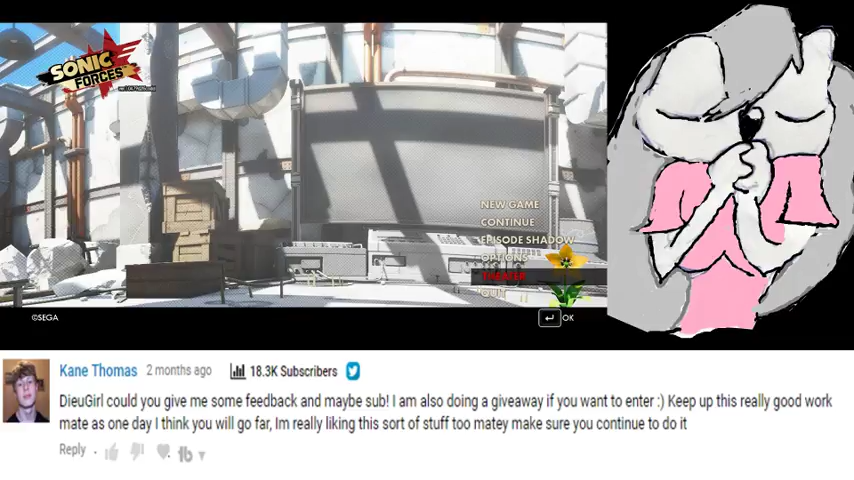 SONIC
FORCES
NEW GAME
CONTINUE
EPISODE SHADOW
OPTIONS
THEATER
QUIT
©SEGA
OK
Kane Thomas 2 months ago 18.3K Subscribers
DieuGirl could you give me some feedback and maybe sub! I am also doing a giveaway if you want to enter :) Keep up this really good work
mate as one day I think you will go far, Im really liking this sort of stuff too matey make sure you continue to do it
Reply